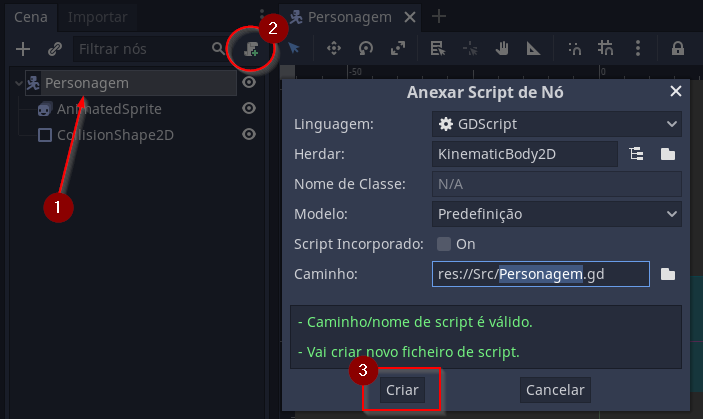 Cena
Importar
2
Personagem
Filtrar nós
Personagem
AnimatedSprite
CollisionShape2D
1
-50
0
Anexar Script de Nó
Linguagem:
GDScript
Herdar:
KinematicBody2D
Nome de Classe:
N/A
Modelo:
Predefinição
Script Incorporado:
On
Caminho:
res://Src/Personagem.gd
- Caminho/nome de script é válido.
- Vai criar novo ficheiro de script.
3
Criar
Cancelar